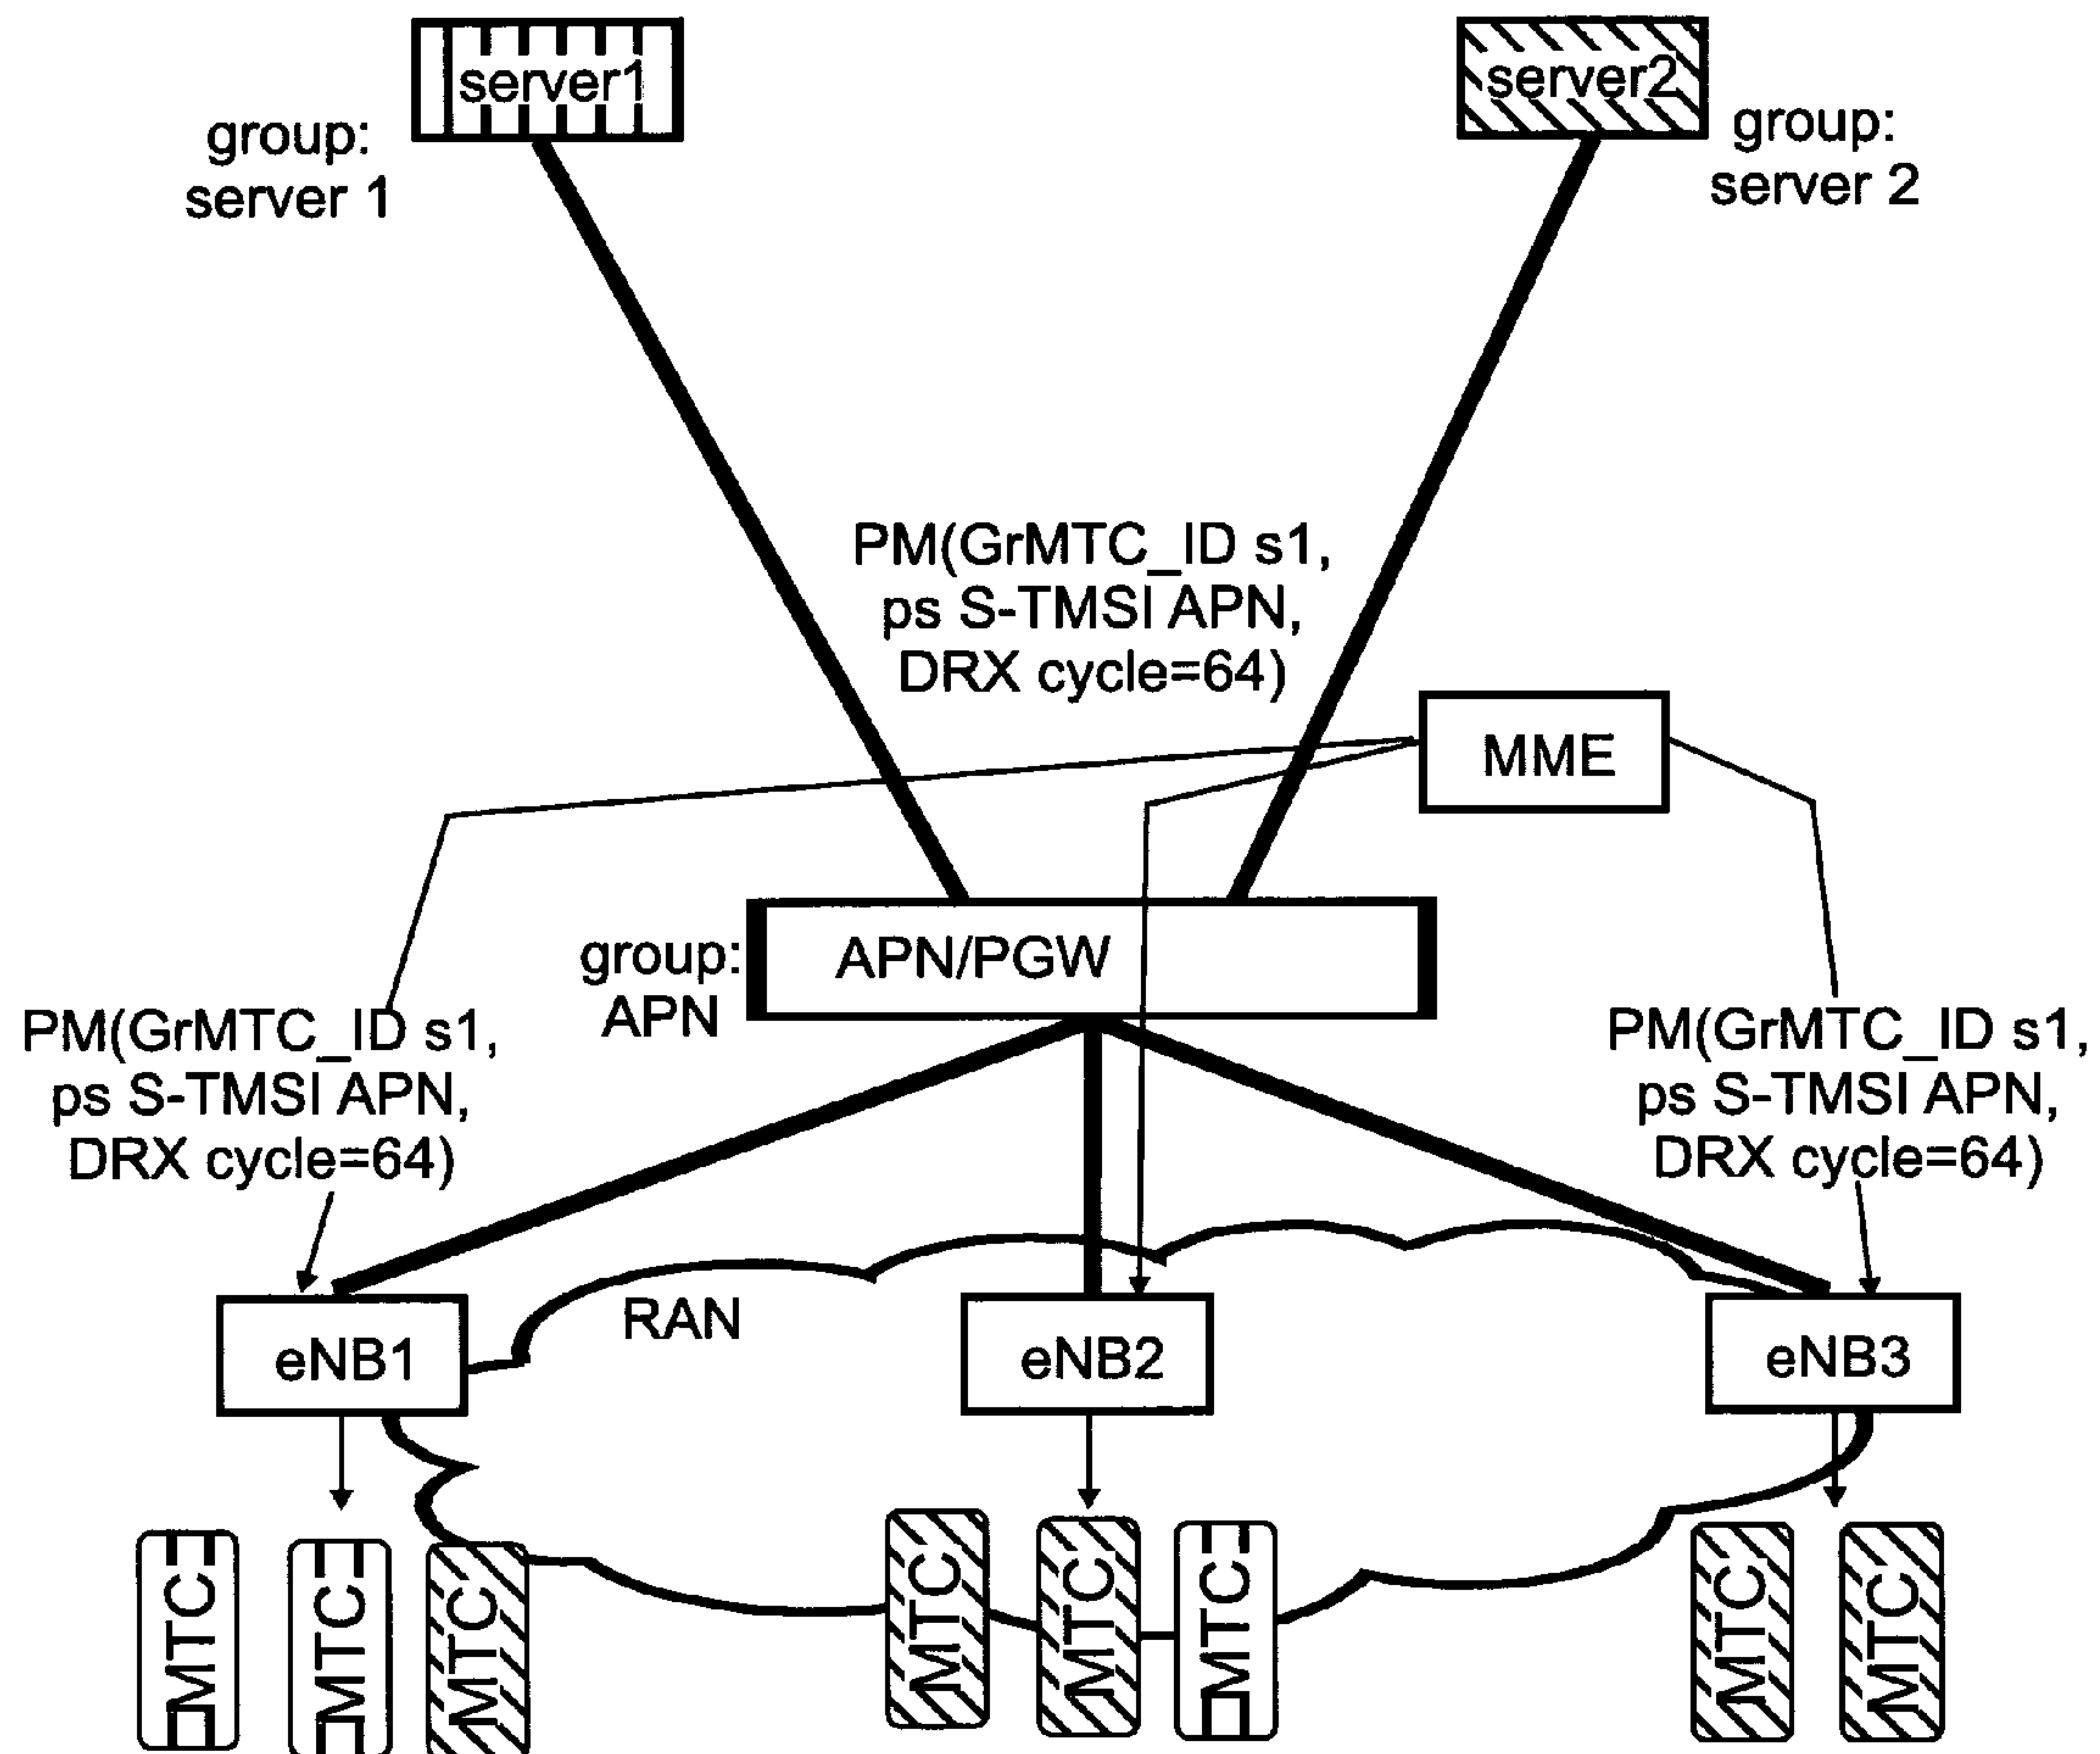 server1
server2
group:
server 1
group:
server 2
PM(GrMTC_ID s1,
ps S-TMSI APN,
DRX cycle=64)
MME
APN/PGW
group:
APN
PM(GrMTC_ID s1,
ps S-TMSI APN,
DRX cycle=64)
PM(GrMTC_ID s1,
ps S-TMSI APN,
DRX cycle=64)
RAN
eNB1
eNB2
eNB3
MTC
MTC
MTC
MTC
MTC
MTC
MTC
MTC